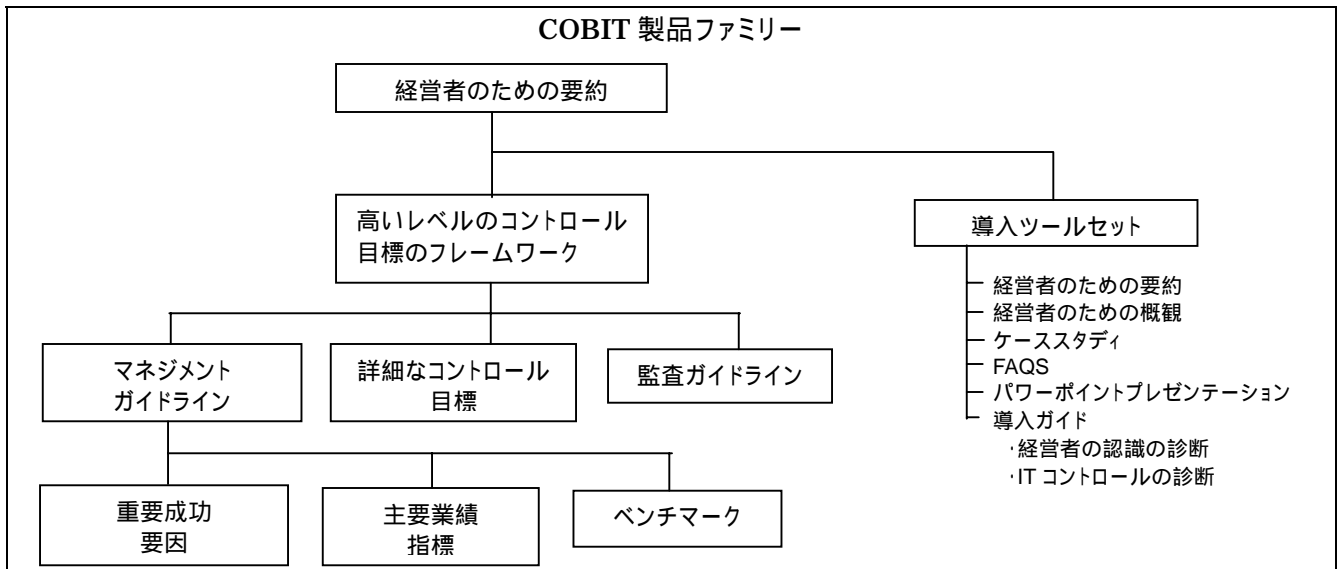 COBIT 製品ファミリー
経営者のための要約
高いレベルのコントロール
目標のフレームワーク
導入ツールセット
経営者のための要約
経営者のための概観
ケーススタディ
FAQS
パワーポイントプレゼンテーション
導入ガイド
·経営者の認識の診断
·IT コントロールの診断
マネジメント
ガイドライン
詳細なコントロール
目標
監査ガイドライン
重要成功
要因
主要業績
指標
ベンチマーク